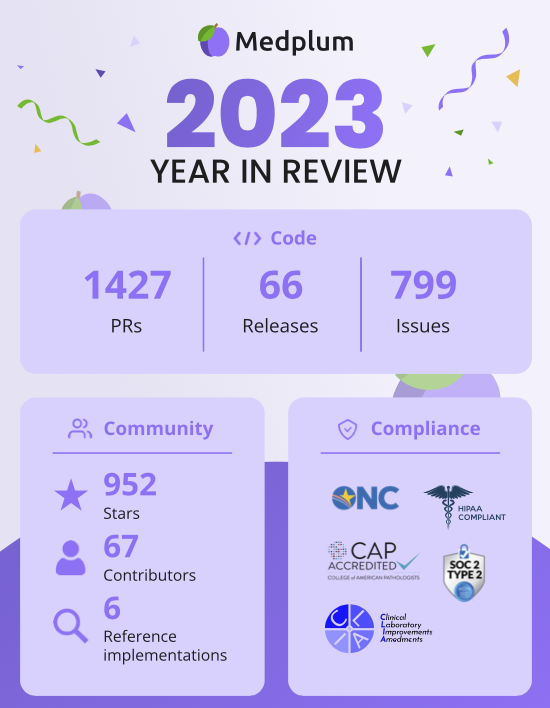 Medplum
2023
YEAR IN REVIEW
</> Code
1427
PRs
66
Releases
799
Issues
Community
952
Stars
67
Contributors
6
Reference
implementations
Compliance
ONC
HIPAA
COMPLIANT
CAP
ACCREDITED
COLLEGE of AMERICAN PATHOLOGISTS
SOC 2
TYPE 2
CLIA
Clinical
Laboratory
Improvements
Amedments